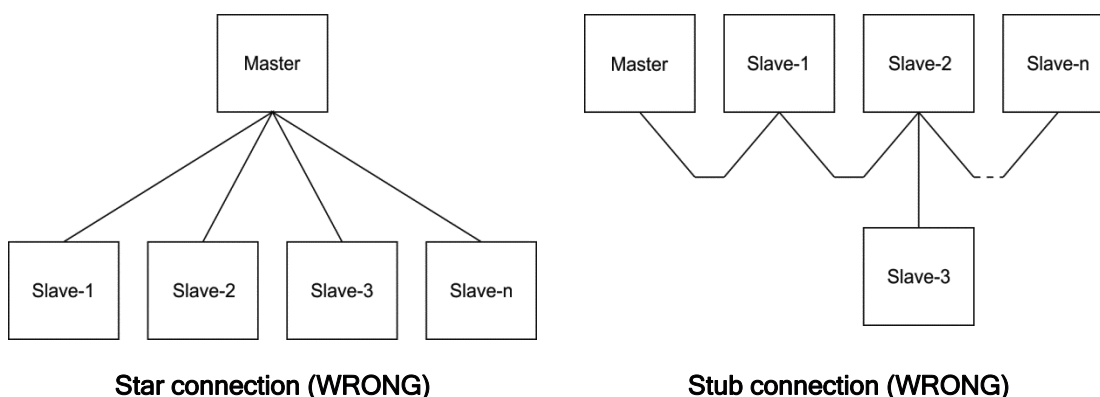 Master
Slave-1 Slave-2 Slave-3 Slave-n
Star connection (WRONG)
Master Slave-1 Slave-2 Slave-n
Slave-3
Stub connection (WRONG)